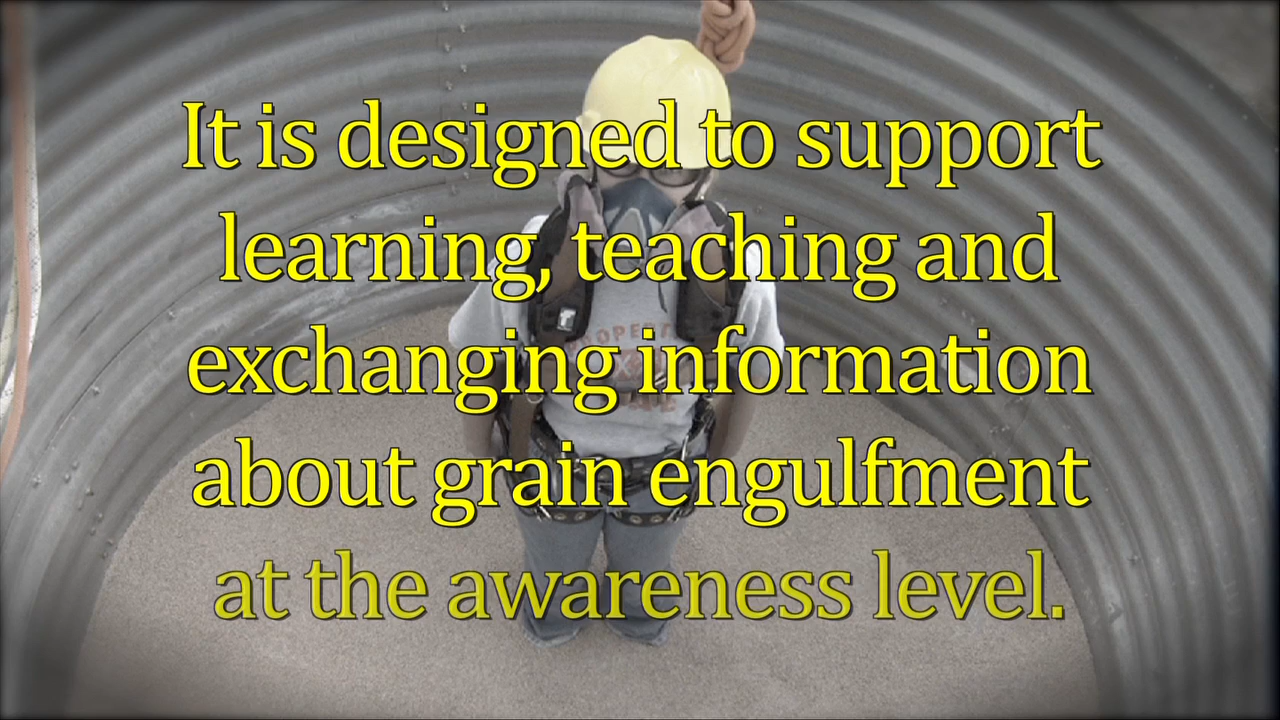 It is designed to support
learning, teaching and
exchanging information
about grain engulfment
at the awareness level.